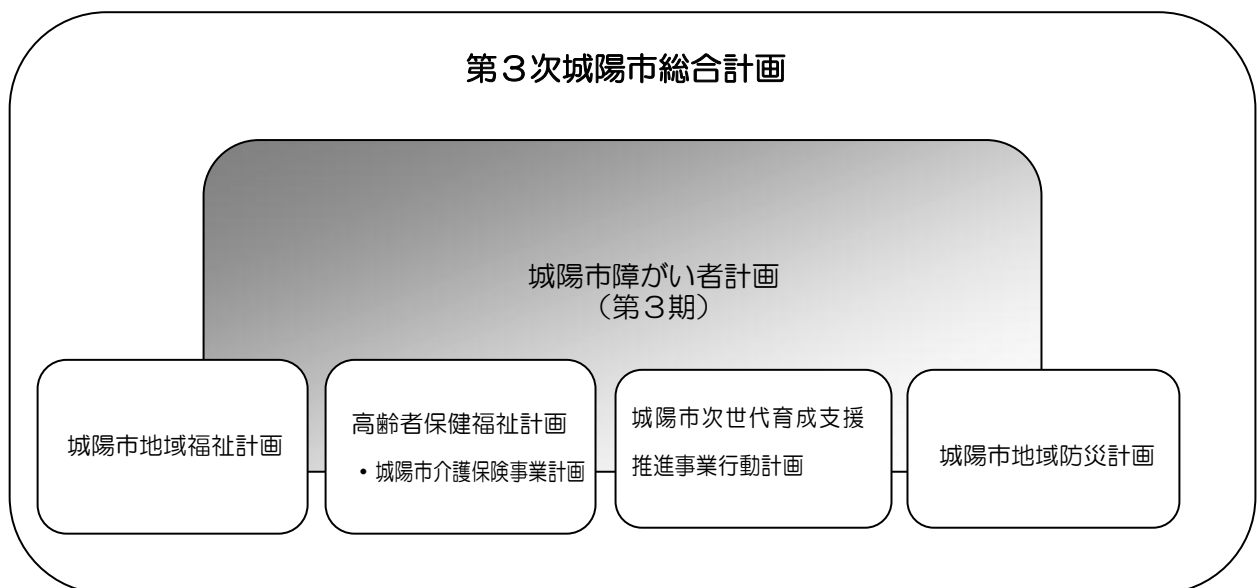 第3次城陽市総合計画
城陽市障がい者計画
（第3期）
城陽市地域福祉計画
高齢者保健福祉計画
・城陽市介護保険事業計画
城陽市次世代育成支援
推進事業行動計画
城陽市地域防災計画